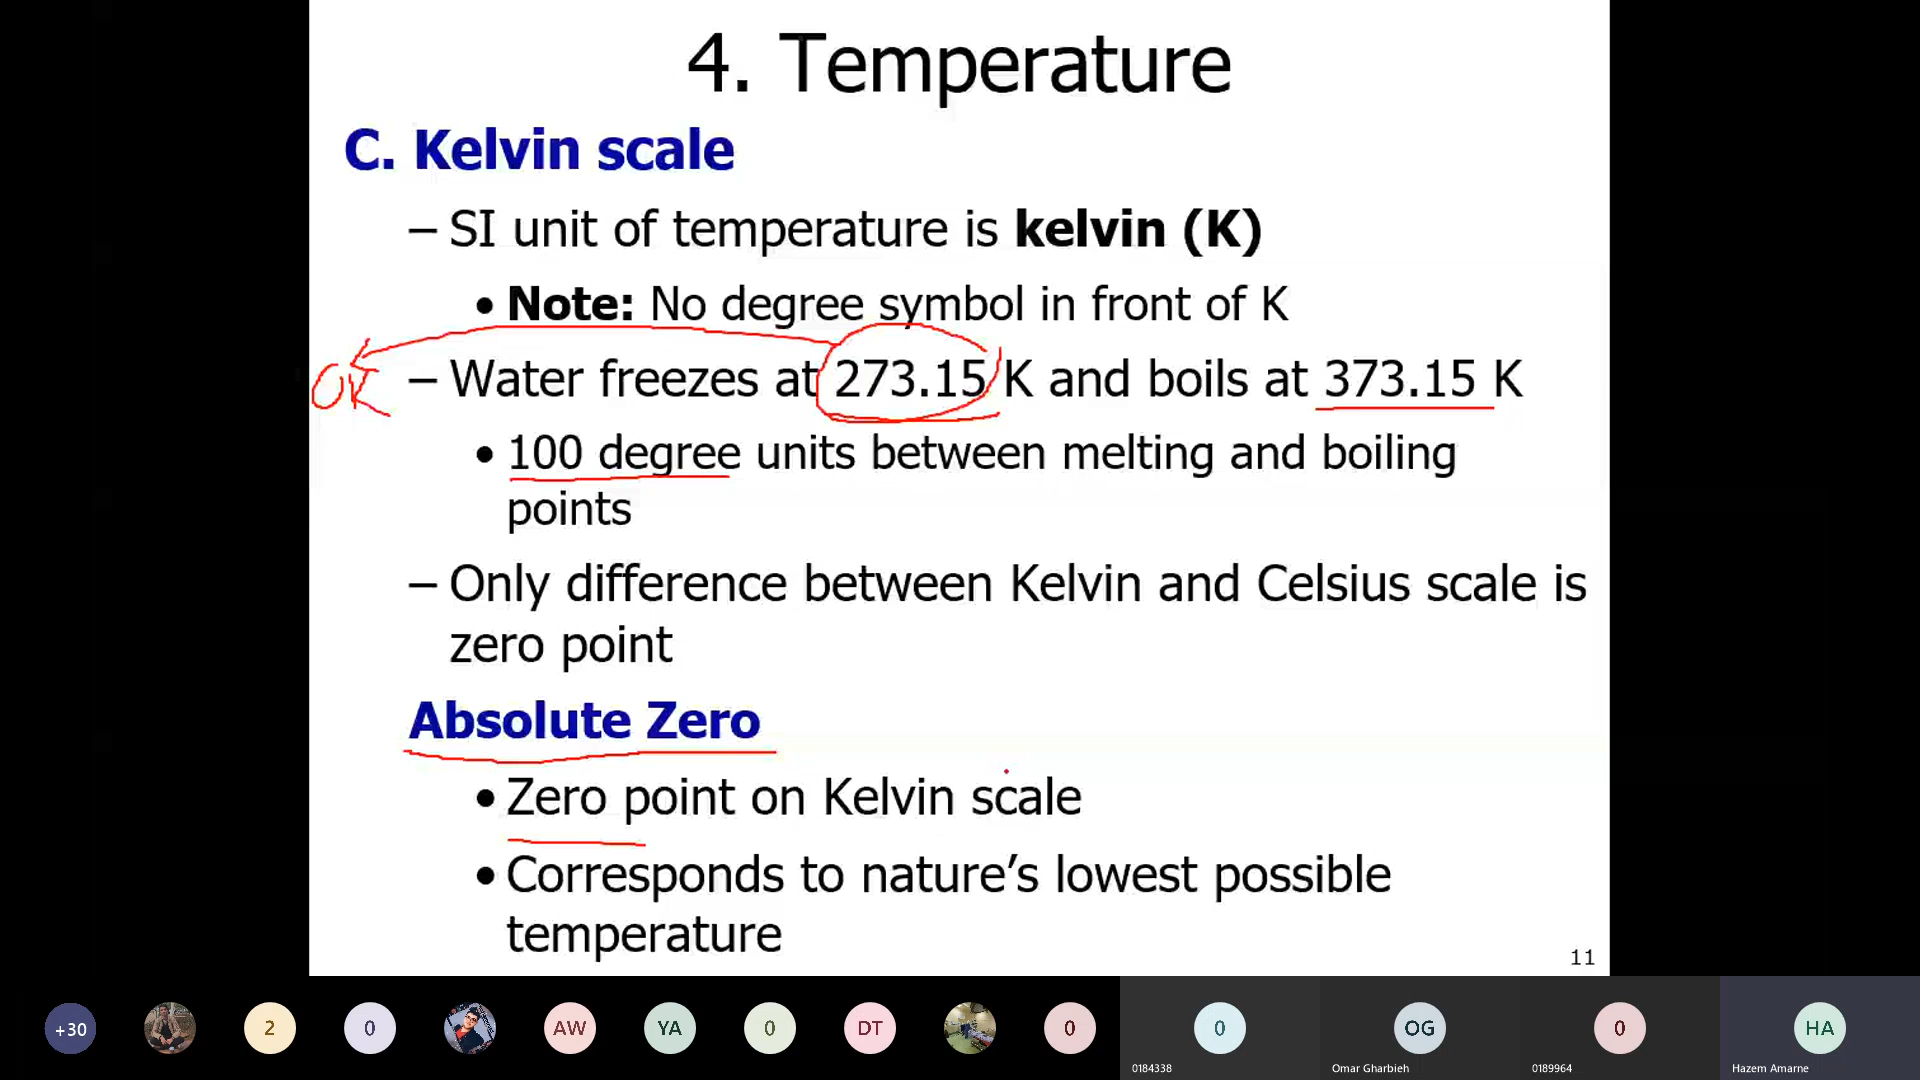 4. Temperature
C. Kelvin scale
– SI unit of temperature is kelvin (K)
• Note: No degree symbol in front of K
OK
– Water freezes at 273.15 K and boils at 373.15 K
• 100 degree units between melting and boiling
points
– Only difference between Kelvin and Celsius scale is
zero point
Absolute Zero
• Zero point on Kelvin scale
• Corresponds to nature’s lowest possible
temperature
11
+30
2
0
AW
YA
0
DT
0
0
OG
0
HA
0184338
Omar Gharbieh
0189964
Hazem Amarne